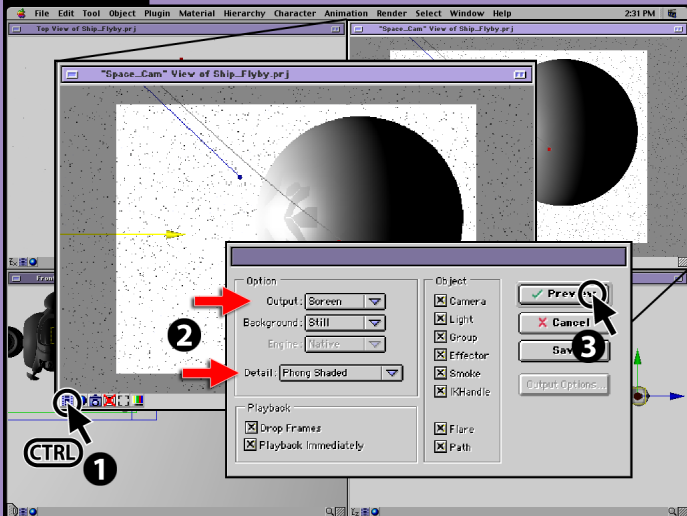 File Edit Tool Object Plugin Material Hierarchy Character Animation Render Select Window Help 2:31 PM
Top View of Ship_Flyby.prj
"Space_Cam" View of Ship_Flyby.prj
"Space_Cam" View of Ship_Flyby.prj
Front
Option
Output: Screen
Background: Still
Engine: Native
Detail: Phong Shaded
Playback
Drop Frames
Playback Immediately
Object
Camera
Light
Group
Effector
Smoke
IKHandle
Flare
Path
Preview
Cancel
Save
Output Options...
2
3
CTRL
1